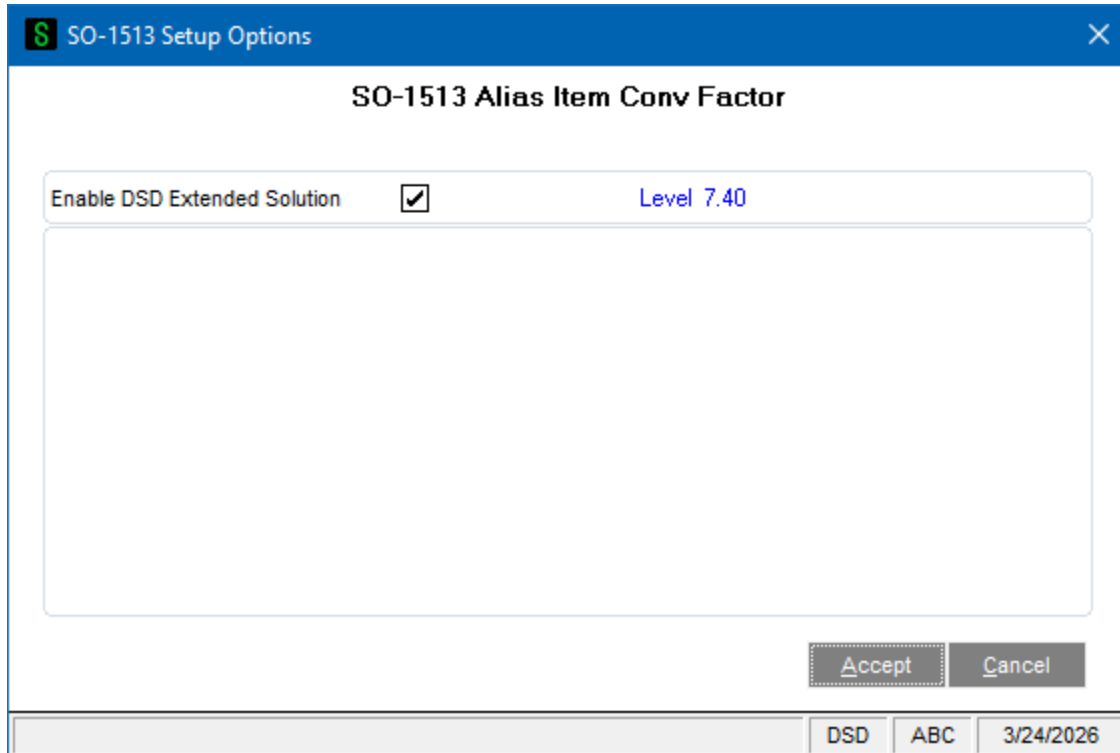 S SO-1513 Setup Options
SO-1513 Alias Item Conv Factor
Enable DSD Extended Solution Level 7.40
Accept Cancel
DSD ABC 3/24/2026